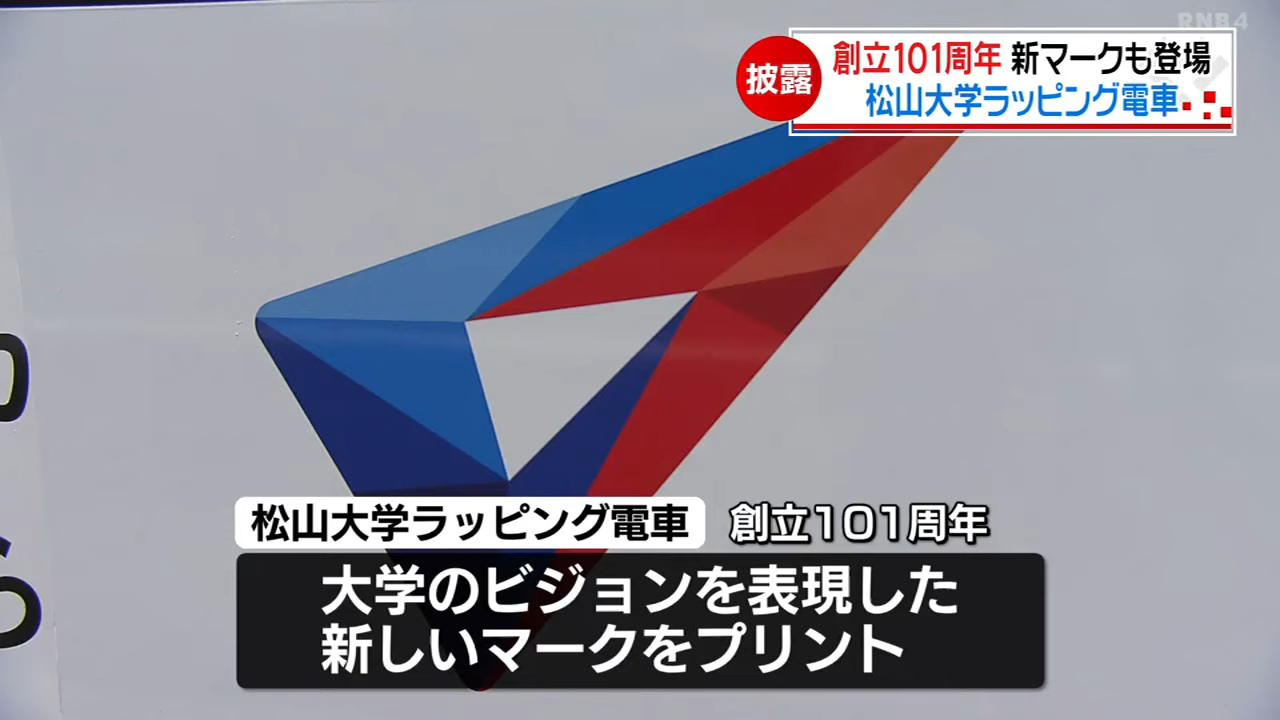 RNB4
披露
創立101周年 新マークも登場
松山大学ラッピング電車
松山大学ラッピング電車 創立101周年
大学のビジョンを表現した
新しいマークをプリント